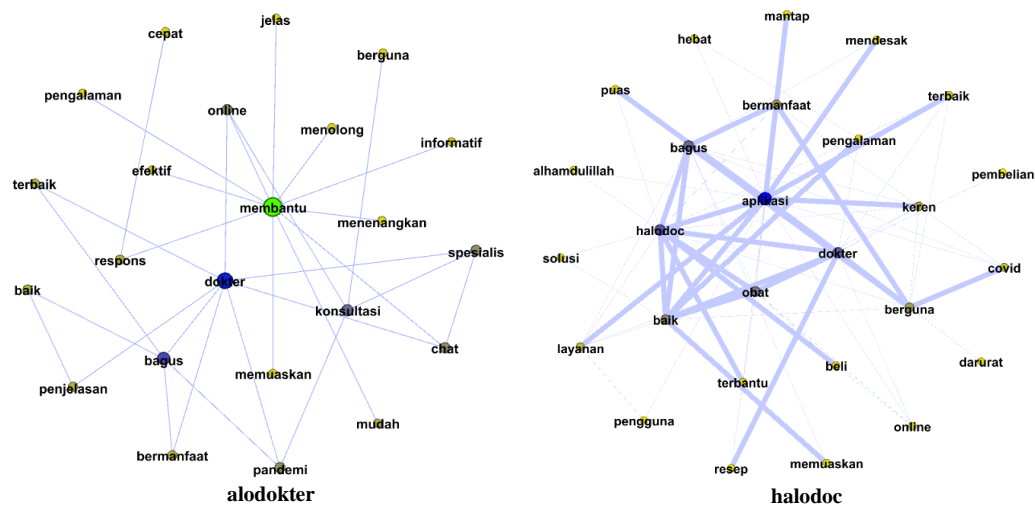 jelas
cepat
berguna
pengalaman
online
menolong
informatif
efektif
terbaik
membantu
menenangkan
respons
spesialis
dokter
baik
konsultasi
chat
bagus
memuaskan
penjelasan
mudah
bermanfaat
pandemi
alodokter
mantap
hebat
mendesak
puas
bermanfaat
terbaik
pengalaman
bagus
alhamdulillah
pembelian
aplikasi
keren
halodoc
dokter
solusi
covid
obat
berguna
baik
layanan
beli
darurat
terbantu
pengguna
online
resep
memuaskan
halodoc